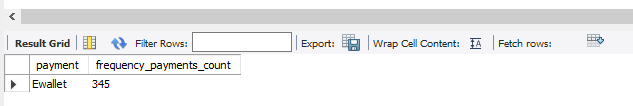 Result Grid Filter Rows: Export: Wrap Cell Content: Fetch rows:
payment frequency_payments_count
Ewallet 345